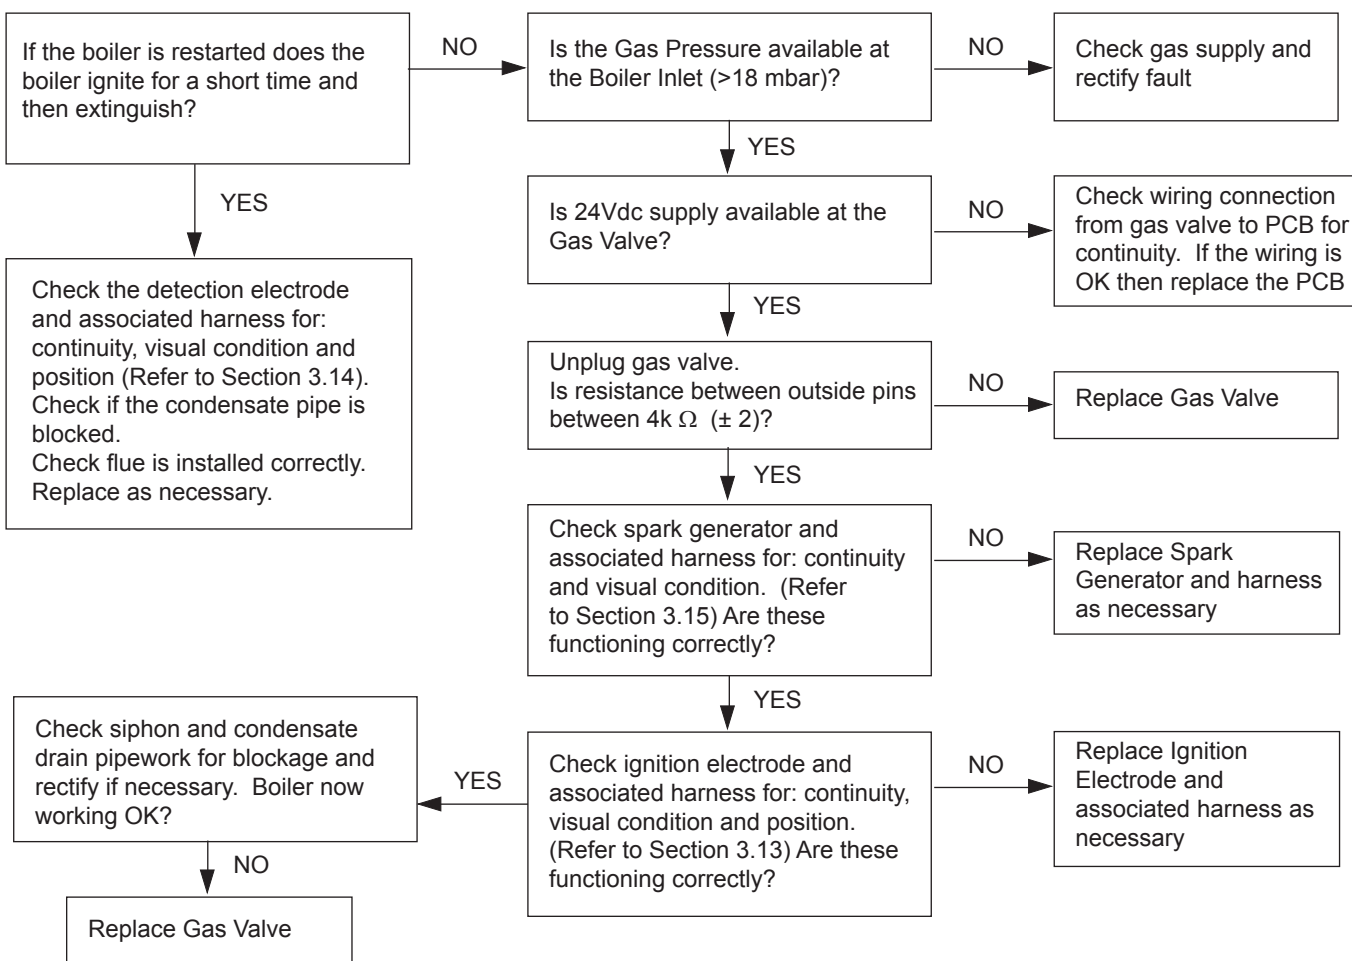 If the boiler is restarted does the
boiler ignite for a short time and
then extinguish?
NO
Is the Gas Pressure available at
the Boiler Inlet (>18 mbar)?
NO
Check gas supply and
rectify fault
YES
YES
Check the detection electrode
and associated harness for:
continuity, visual condition and
position (Refer to Section 3.14).
Check if the condensate pipe is
blocked.
Check flue is installed correctly.
Replace as necessary.
Is 24Vdc supply available at the
Gas Valve?
NO
Check wiring connection
from gas valve to PCB for
continuity.  If the wiring is
OK then replace the PCB
YES
Unplug gas valve.
Is resistance between outside pins
between 4k Ω  (± 2)?
NO
Replace Gas Valve
YES
Check spark generator and
associated harness for: continuity
and visual condition.  (Refer
to Section 3.15) Are these
functioning correctly?
NO
Replace Spark
Generator and harness
as necessary
YES
Check ignition electrode and
associated harness for: continuity,
visual condition and position.
(Refer to Section 3.13) Are these
functioning correctly?
NO
Replace Ignition
Electrode and
associated harness as
necessary
YES
Check siphon and condensate
drain pipework for blockage and
rectify if necessary.  Boiler now
working OK?
NO
Replace Gas Valve